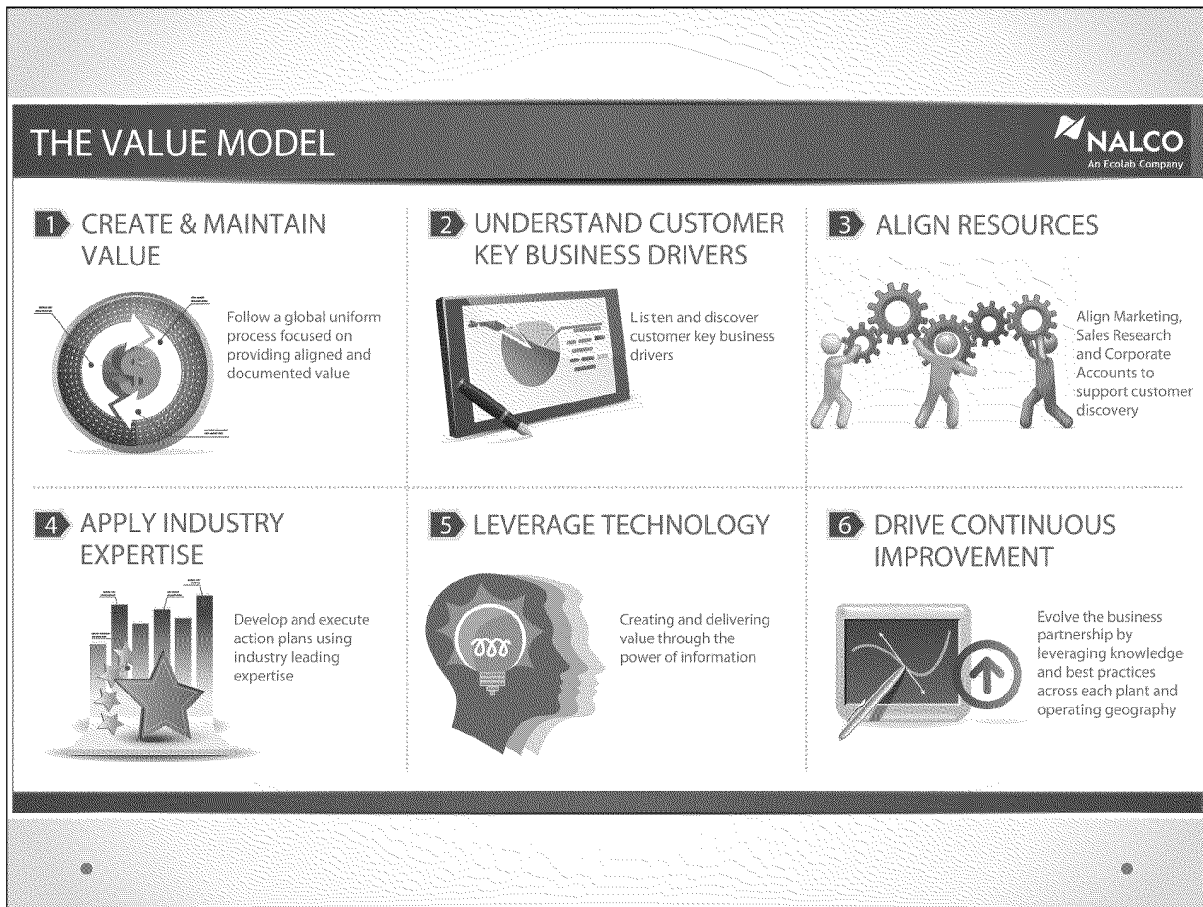 THE VALUE MODEL
NALCO
An Ecolab Company
1 CREATE & MAINTAIN
VALUE
Follow a global uniform
process focused on
providing aligned and
documented value
2 UNDERSTAND CUSTOMER
KEY BUSINESS DRIVERS
Listen and discover
customer key business
drivers
3 ALIGN RESOURCES
Align Marketing,
Sales Research
and Corporate
Accounts to
support customer
discovery
4 APPLY INDUSTRY
EXPERTISE
Develop and execute
action plans using
industry leading
expertise
5 LEVERAGE TECHNOLOGY
Creating and delivering
value through the
power of information
6 DRIVE CONTINUOUS
IMPROVEMENT
Evolve the business
partnership by
leveraging knowledge
and best practices
across each plant and
operating geography